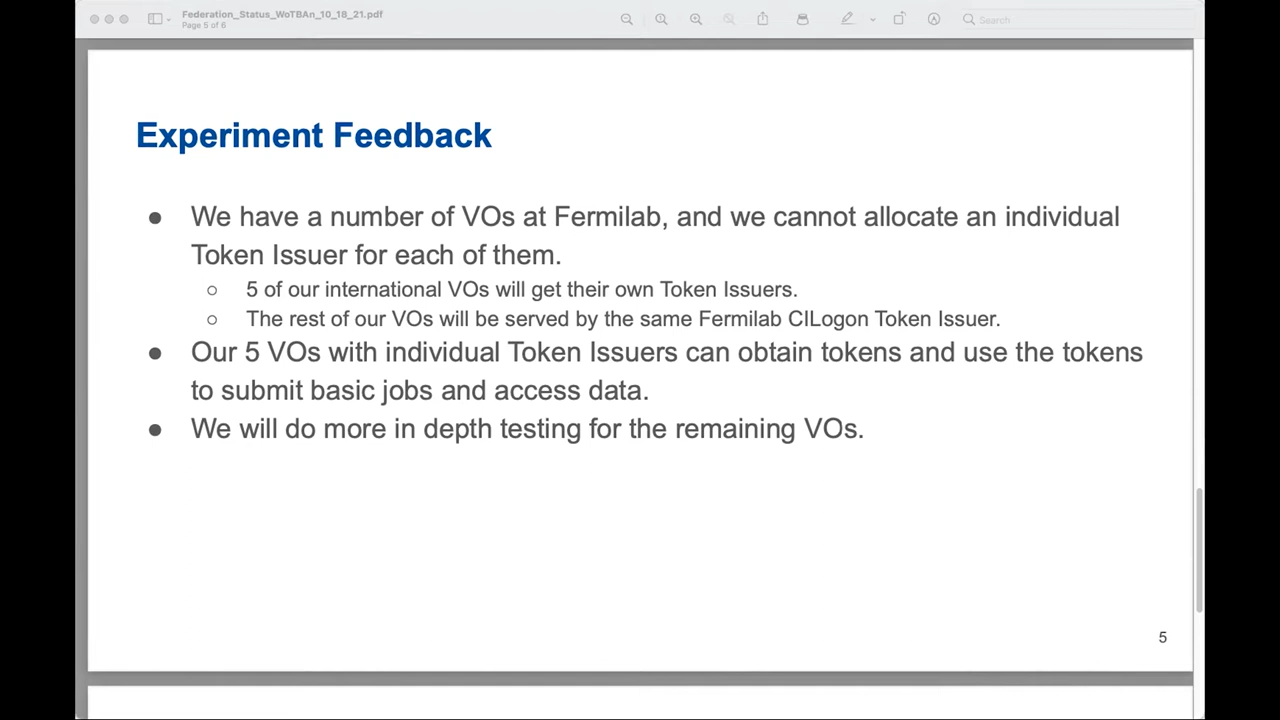 Federation_Status_WoTBAn_10_18_21.pdf
Page 5 of 6
Search
Experiment Feedback
● We have a number of VOs at Fermilab, and we cannot allocate an individual
Token Issuer for each of them.
○ 5 of our international VOs will get their own Token Issuers.
○ The rest of our VOs will be served by the same Fermilab CILogon Token Issuer.
● Our 5 VOs with individual Token Issuers can obtain tokens and use the tokens
to submit basic jobs and access data.
● We will do more in depth testing for the remaining VOs.
5